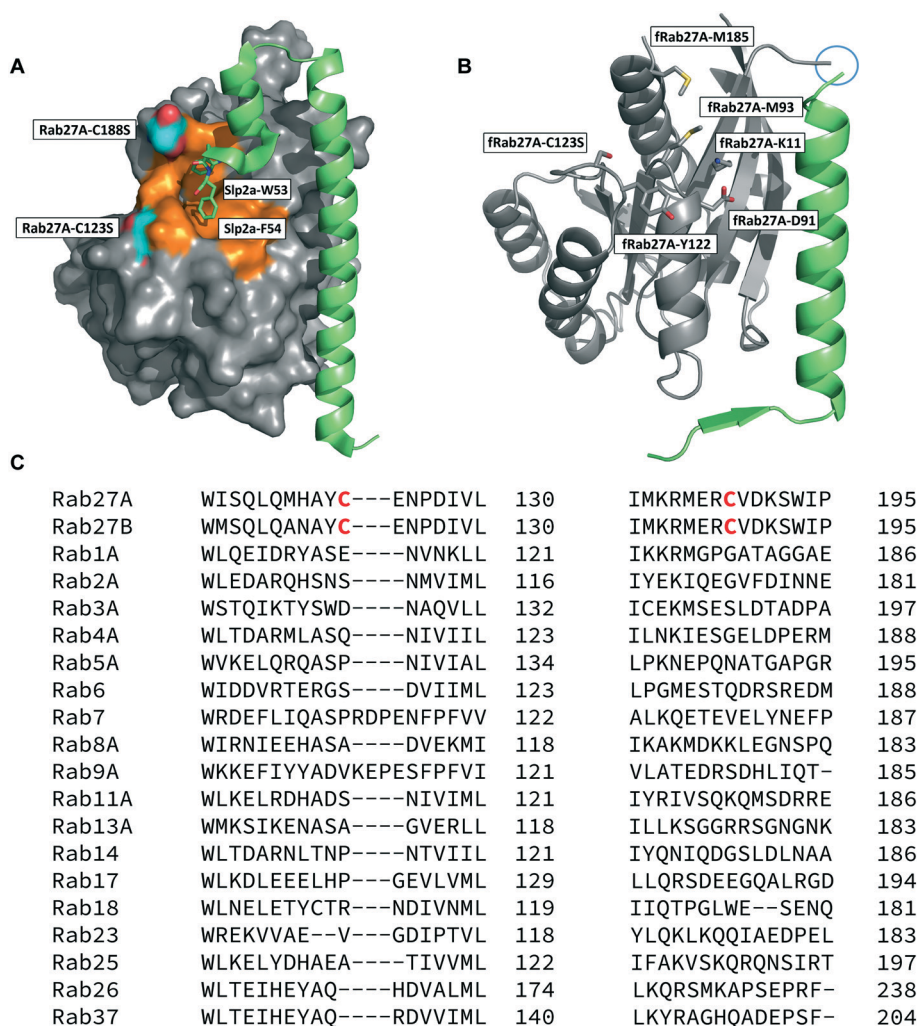 A
B
fRab27A-M185
Rab27A-C188S
fRab27A-M93
fRab27A-C123S
fRab27A-K11
Slp2a-W53
Rab27A-C123S
Slp2a-F54
fRab27A-D91
fRab27A-Y122
C
Rab27A WISQLQMHAYC----ENPDIVL 130 IMKRMERCVDKSWIP 195
Rab27B WMSQLQANAYC----ENPDIVL 130 IMKRMERCVDKSWIP 195
Rab1A WLQEIDRYASE----NVNKLL 121 IKKRMGPGATAGGAE 186
Rab2A WLEDARQHSNS----NMVIML 116 IYEKIQEGVFDINNE 181
Rab3A WSTQIKTYSWD----NAQVLL 132 ICEKMSESLDTADPA 197
Rab4A WLTDARMLASQ----NIVIIL 123 ILNKIESGELDPERM 188
Rab5A WVKELQRQASP----NIVIAL 134 LPKNEPQNATGAPGR 195
Rab6 WIDDVRTERGS----DVIIML 123 LPGMESTQDRSREDM 188
Rab7 WRDEFLIQASPRDPENFPFVV 122 ALKQETEVELYNEFP 187
Rab8A WIRNIEEHASA----DVEKMI 118 IKAKMDKKLEGNSPQ 183
Rab9A WKKEFIYYADVKEPESFPFVI 121 VLATEDRSDHLIQT- 185
Rab11A WLKELRDHADS----NIVIML 121 IYRIVSQKQMSDRRE 186
Rab13A WMKSIKENASA----GVERLL 118 ILLKSGGRRSGNGNK 183
Rab14 WLTDARNLTNP----NTVIIL 121 IYQNIQDGSLDLNAA 186
Rab17 WLKDLEEELHP----GEVLVML 129 LLQRSDEEGQALRGD 194
Rab18 WLNELETYCTR----NDIVNML 119 IIQTPGLWE--SENQ 181
Rab23 WREKVVAE--V----GDIPTVL 118 YLQKLKQQIAEDPEL 183
Rab25 WLKELYDHAEA----TIVVML 122 IFAKVSKQRQNSIRT 197
Rab26 WLTEIHEYAQ----HDVALML 174 LKQRSMKAPSEPRF- 238
Rab37 WLTEIHEYAQ----RDVVIML 140 LKYRAGHQADEPSF- 204